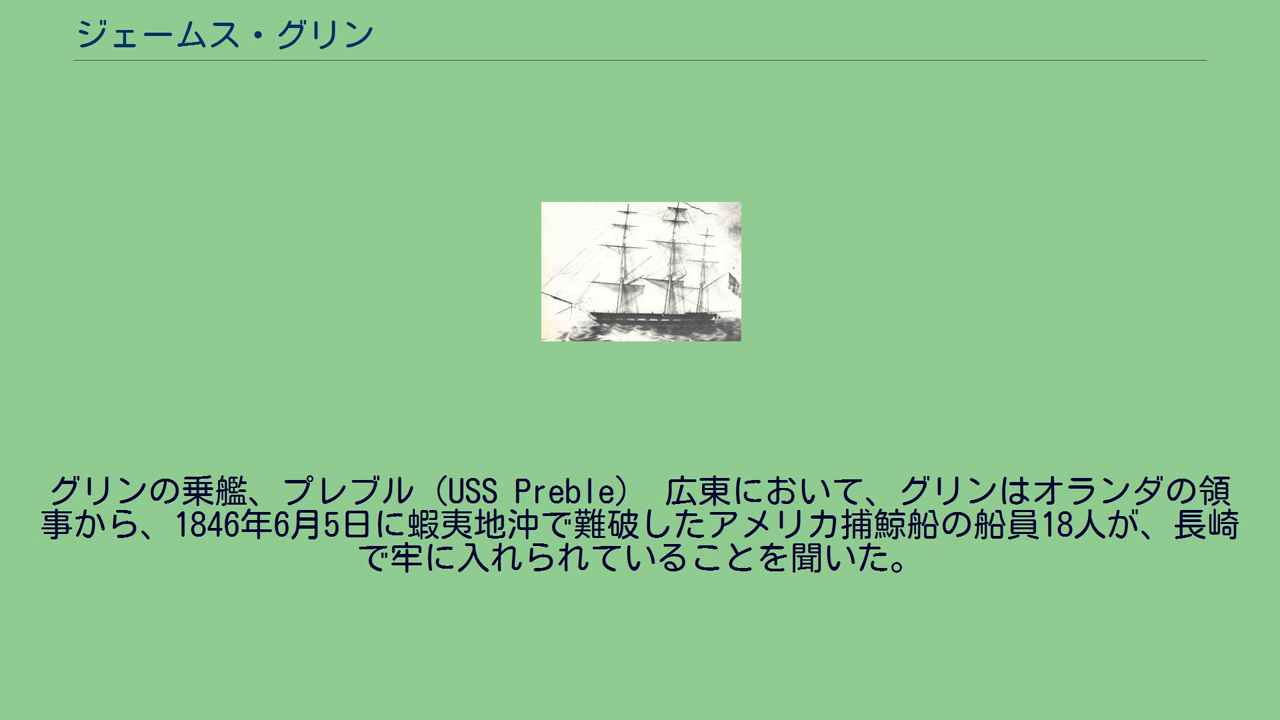 ジェームス・グリン
グリンの乗艦、プレブル（USS Preble） 広東において、グリンはオランダの領
事から、1846年6月5日に蝦夷地沖で難破したアメリカ捕鯨船の船員18人が、長崎
で牢に入れられていることを聞いた。